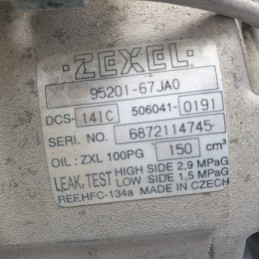 ZEXEL
95201-67JA0
DCS- 141C 506041- 0191
SERI. NO. 6872114745
OIL: ZXL 100PG 150 cm³
LEAK. TEST HIGH SIDE 2,9 MPaG
LOW SIDE 1,5 MPaG
REF.HFC-134a MADE IN CZECH